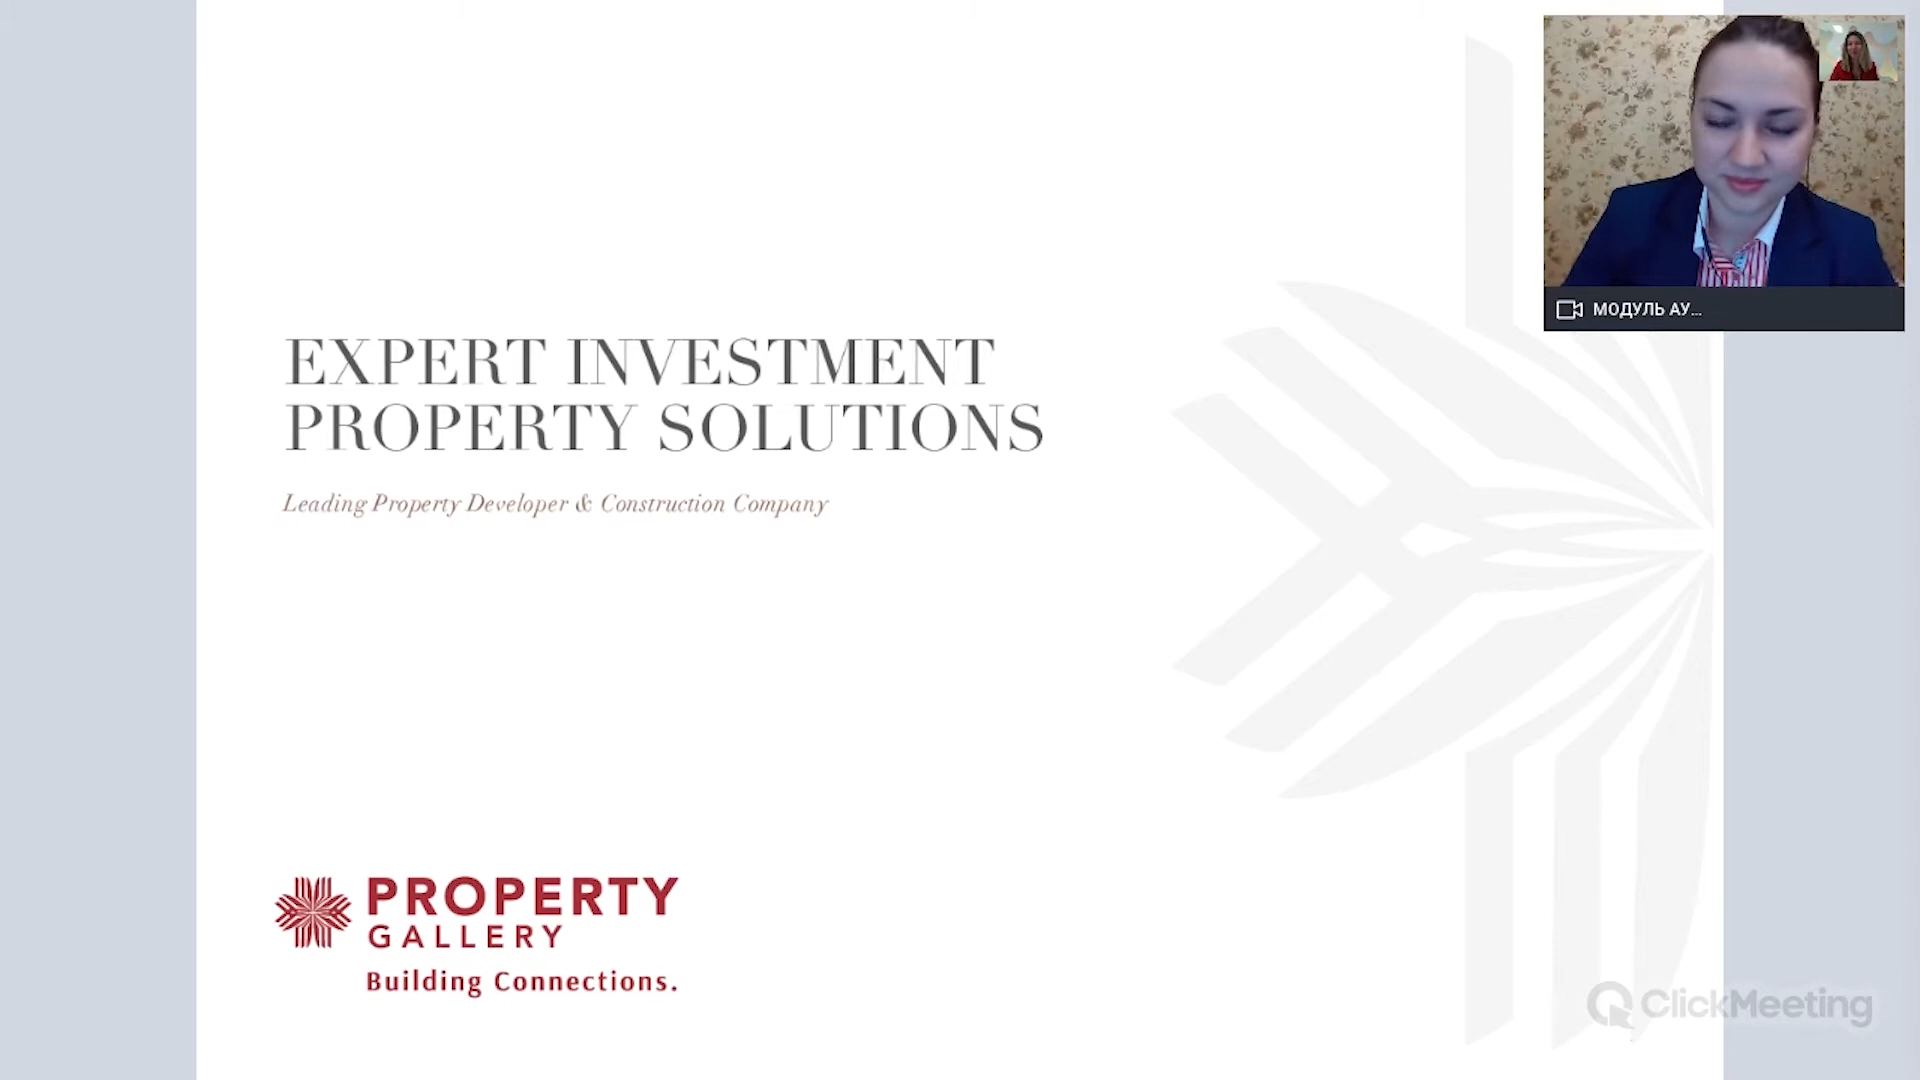 EXPERT INVESTMENT
PROPERTY SOLUTIONS
Leading Property Developer & Construction Company
PROPERTY
GALLERY
Building Connections.
МОДУЛЬ АУ...
ClickMeeting